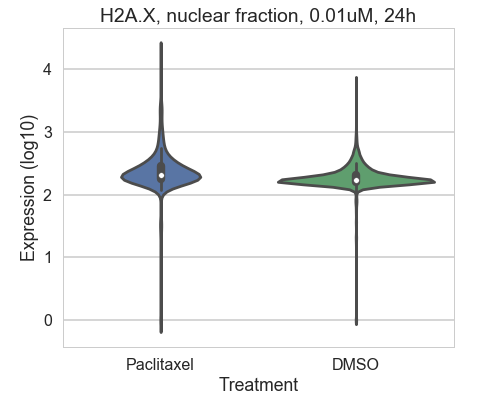 H2A.X, nuclear fraction, 0.01uM, 24h
Expression (log10)
4
3
2
1
0
Paclitaxel DMSO
Treatment